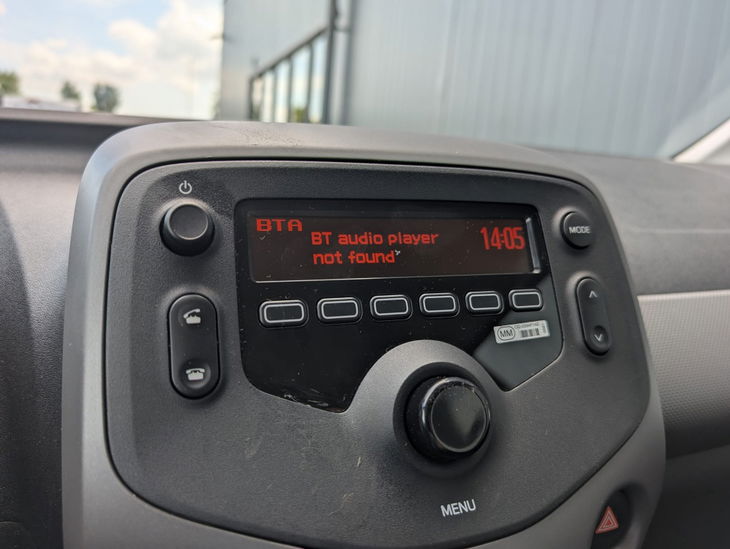 BTA
BT audio player
not found
14:05
MODE
MM
MENU